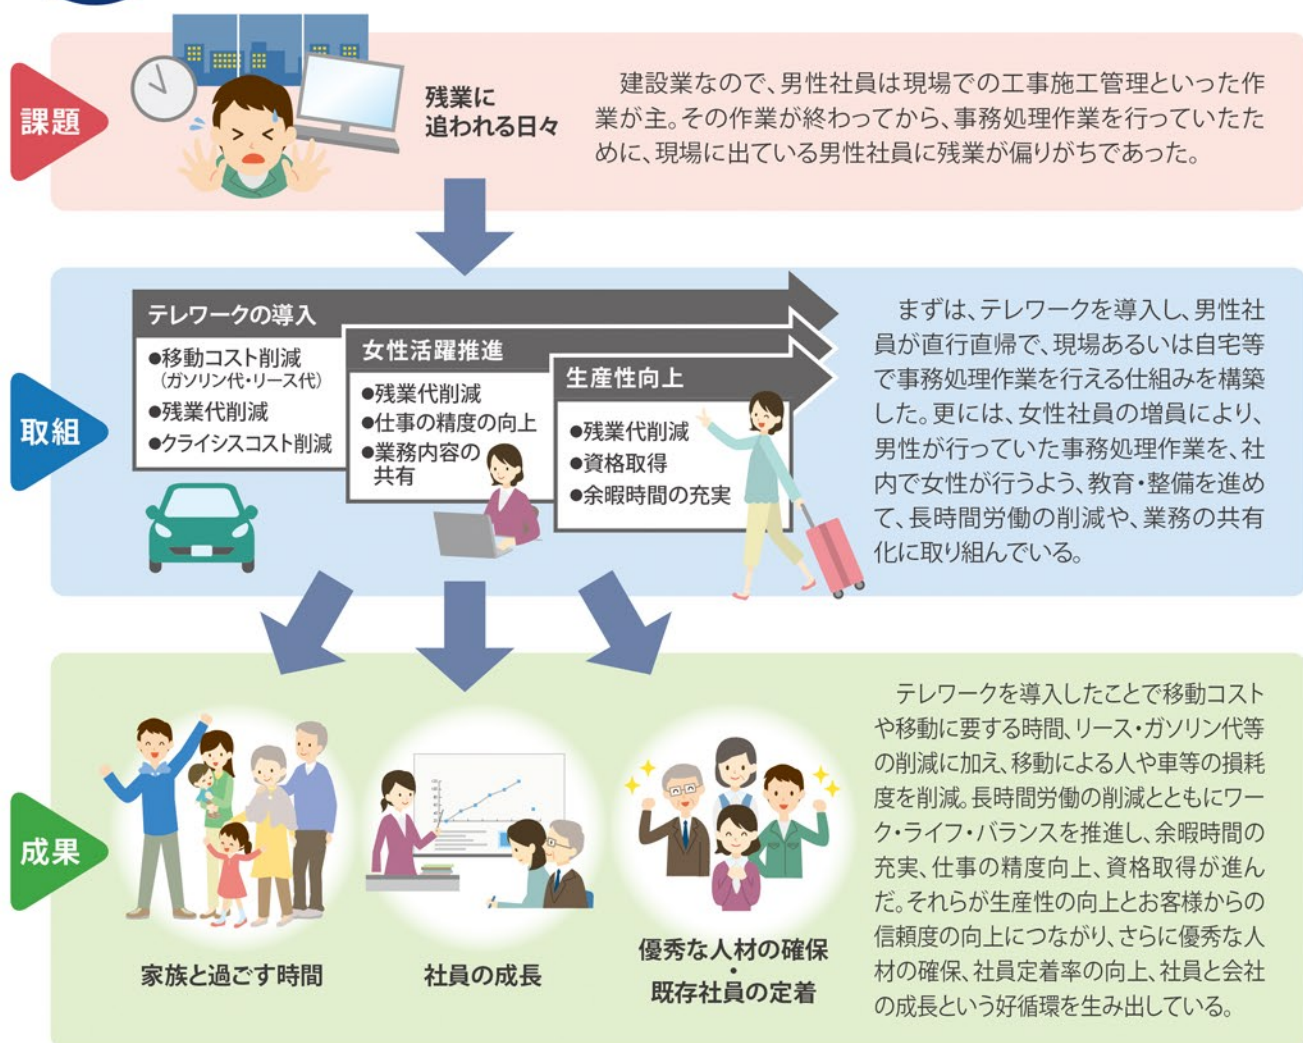 課題
残業に
追われる日々
建設業なので、男性社員は現場での工事施工管理といった作
業が主。その作業が終わってから、事務処理作業を行っていたた
めに、現場に出ている男性社員に残業が偏りがちであった。
取組
テレワークの導入
●移動コスト削減
（ガソリン代・リース代）
●残業代削減
●クライシスコスト削減
女性活躍推進
●残業代削減
●仕事の精度の向上
●業務内容の
共有
生産性向上
●残業代削減
●資格取得
●余暇時間の充実
まずは、テレワークを導入し、男性社
員が直行直帰で、現場あるいは自宅等
で事務処理作業を行える仕組みを構築
した。更には、女性社員の増員により、
男性が行っていた事務処理作業を、社
内で女性が行うよう、教育・整備を進め
て、長時間労働の削減や、業務の共有
化に取り組んでいる。
成果
家族と過ごす時間
社員の成長
優秀な人材の確保
・
既存社員の定着
テレワークを導入したことで移動コスト
や移動に要する時間、リース・ガソリン代等
の削減に加え、移動による人や車等の損耗
度を削減。長時間労働の削減とともにワー
ク・ライフ・バランスを推進し、余暇時間の
充実、仕事の精度向上、資格取得が進ん
だ。それらが生産性の向上とお客様からの
信頼度の向上につながり、さらに優秀な人
材の確保、社員定着率の向上、社員と会社
の成長という好循環を生み出している。